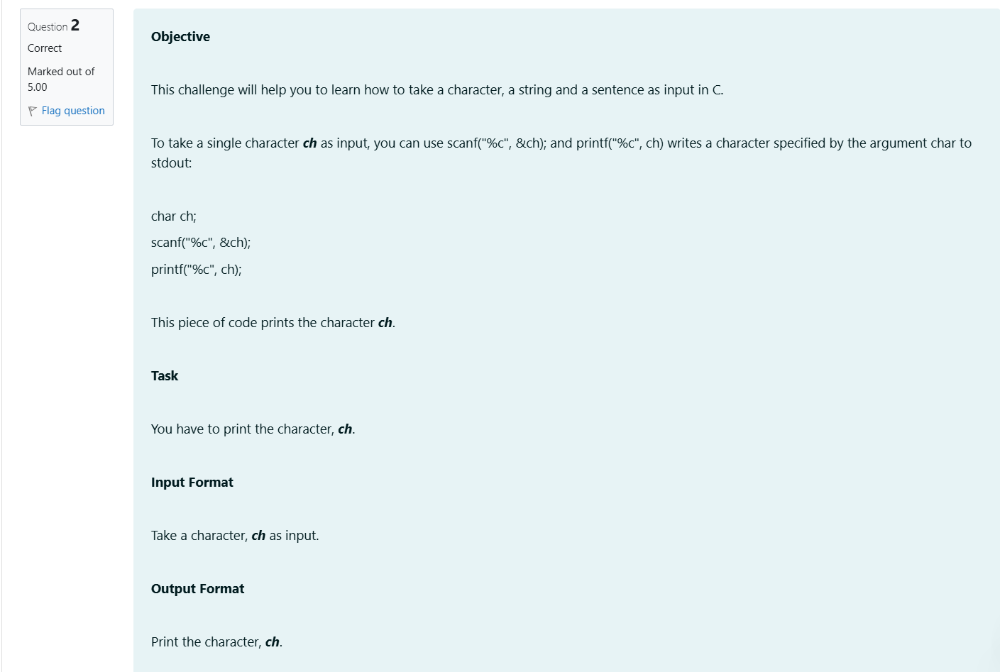 Question 2
Correct
Marked out of
5.00
Flag question
Objective
This challenge will help you to learn how to take a character, a string and a sentence as input in C.
To take a single character ch as input, you can use scanf("%c", &ch); and printf("%c", ch) writes a character specified by the argument char to
stdout:
char ch;
scanf("%c", &ch);
printf("%c", ch);
This piece of code prints the character ch.
Task
You have to print the character, ch.
Input Format
Take a character, ch as input.
Output Format
Print the character, ch.